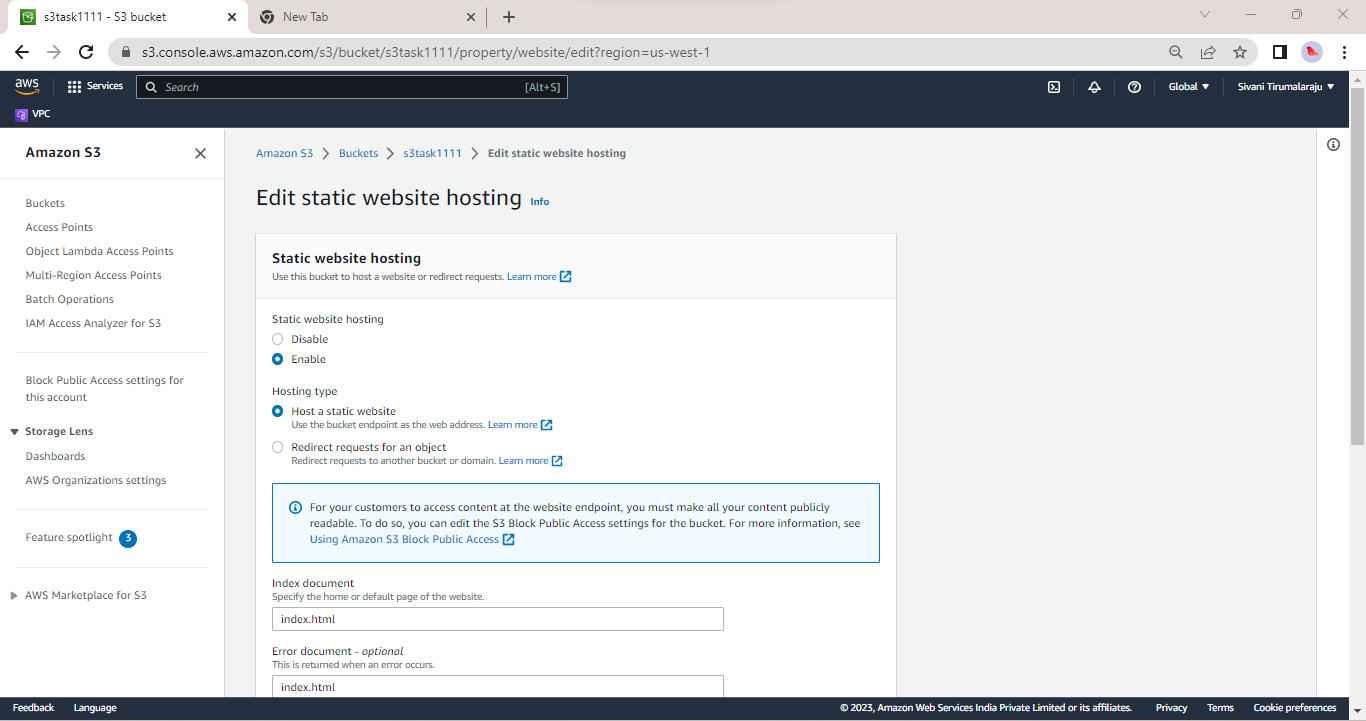 s3task1111 - S3 bucket
New Tab
s3.console.aws.amazon.com/s3/bucket/s3task1111/property/website/edit?region=us-west-1
aws
Services
Search
[Alt+S]
Global
Sivani Tirumalaraju
VPC
Amazon S3
Buckets
Access Points
Object Lambda Access Points
Multi-Region Access Points
Batch Operations
IAM Access Analyzer for S3
Block Public Access settings for
this account
Storage Lens
Dashboards
AWS Organizations settings
Feature spotlight 3
AWS Marketplace for S3
Amazon S3 > Buckets > s3task1111 > Edit static website hosting
Edit static website hosting Info
Static website hosting
Use this bucket to host a website or redirect requests. Learn more
Static website hosting
Disable
Enable
Hosting type
Host a static website
Use the bucket endpoint as the web address. Learn more
Redirect requests for an object
Redirect requests to another bucket or domain. Learn more
For your customers to access content at the website endpoint, you must make all your content publicly
readable. To do so, you can edit the S3 Block Public Access settings for the bucket. For more information, see
Using Amazon S3 Block Public Access
Index document
Specify the home or default page of the website.
index.html
Error document - optional
This is returned when an error occurs.
index.html
Feedback
Language
© 2023, Amazon Web Services India Private Limited or its affiliates.
Privacy
Terms
Cookie preferences